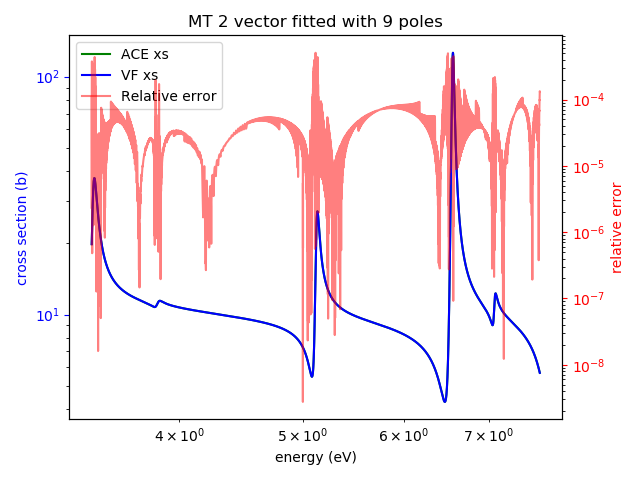 MT 2 vector fitted with 9 poles
ACE xs
VF xs
Relative error
10²
10¹
cross section (b)
10⁻⁴
10⁻⁵
10⁻⁶
10⁻⁷
10⁻⁸
relative error
4 × 10⁰
5 × 10⁰
6 × 10⁰
7 × 10⁰
energy (eV)